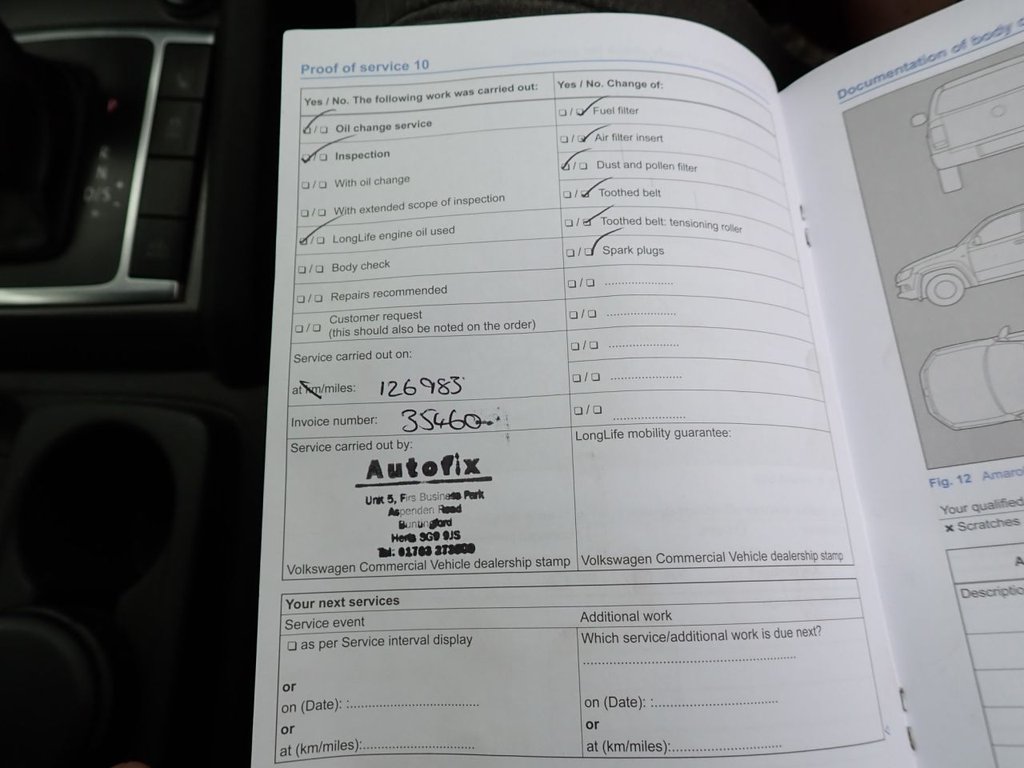 Proof of service 10
Yes / No. The following work was carried out:
☑/☐ Oil change service
☑/☐ Inspection
☐/☐ With oil change
☐/☐ With extended scope of inspection
☑/☐ LongLife engine oil used
☐/☐ Body check
☐/☐ Repairs recommended
☐/☐ Customer request
(this should also be noted on the order)
Service carried out on:
at km/miles: 126983
Invoice number: 35460
Service carried out by:
Autofix
Unit 5, Firs Business Park
Aspenden Road
Buntingford
Herts SG9 9JS
Volkswagen Commercial Vehicle dealership stamp
Yes / No. Change of:
☐/☑ Fuel filter
☐/☑ Air filter insert
☑/☐ Dust and pollen filter
☐/☑ Toothed belt
☐/☑ Toothed belt: tensioning roller
☐/☑ Spark plugs
☐/☐ ....................
☐/☐ ....................
☐/☐ ....................
☐/☐ ....................
☐/☐ ....................
LongLife mobility guarantee:
Volkswagen Commercial Vehicle dealership stamp
Your next services
Service event
☐ as per Service interval display
or
on (Date): :....................
or
at (km/miles):....................
Additional work
Which service/additional work is due next?
....................
on (Date): :....................
or
at (km/miles):....................
Documentation of body
Fig. 12
Your qualified
× Scratches